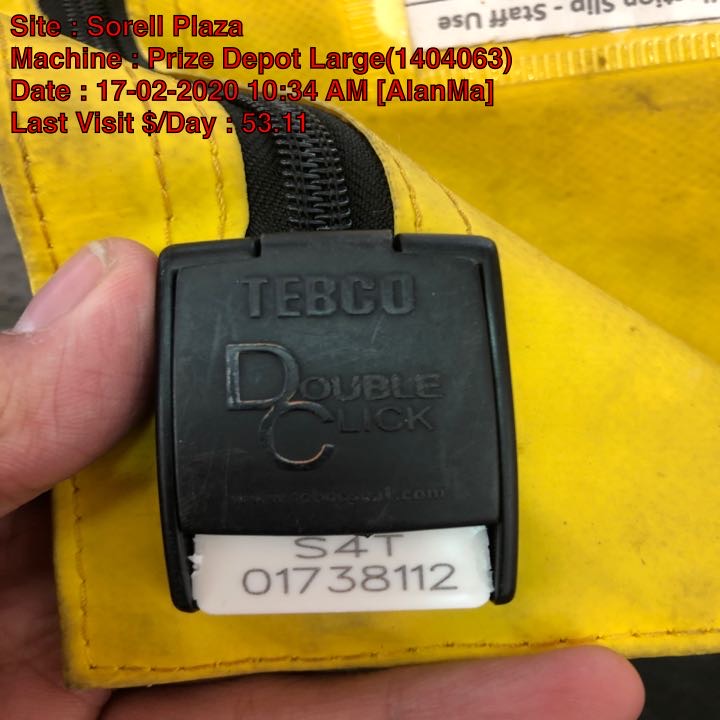 Site : Sorell Plaza
Machine : Prize Depot Large(1404063)
Date : 17-02-2020 10:34 AM [AlanMa]
Last Visit $/Day : 53.11
Slip - Staff Use
TEBCO
DOUBLE
CLICK
S4T
01738112